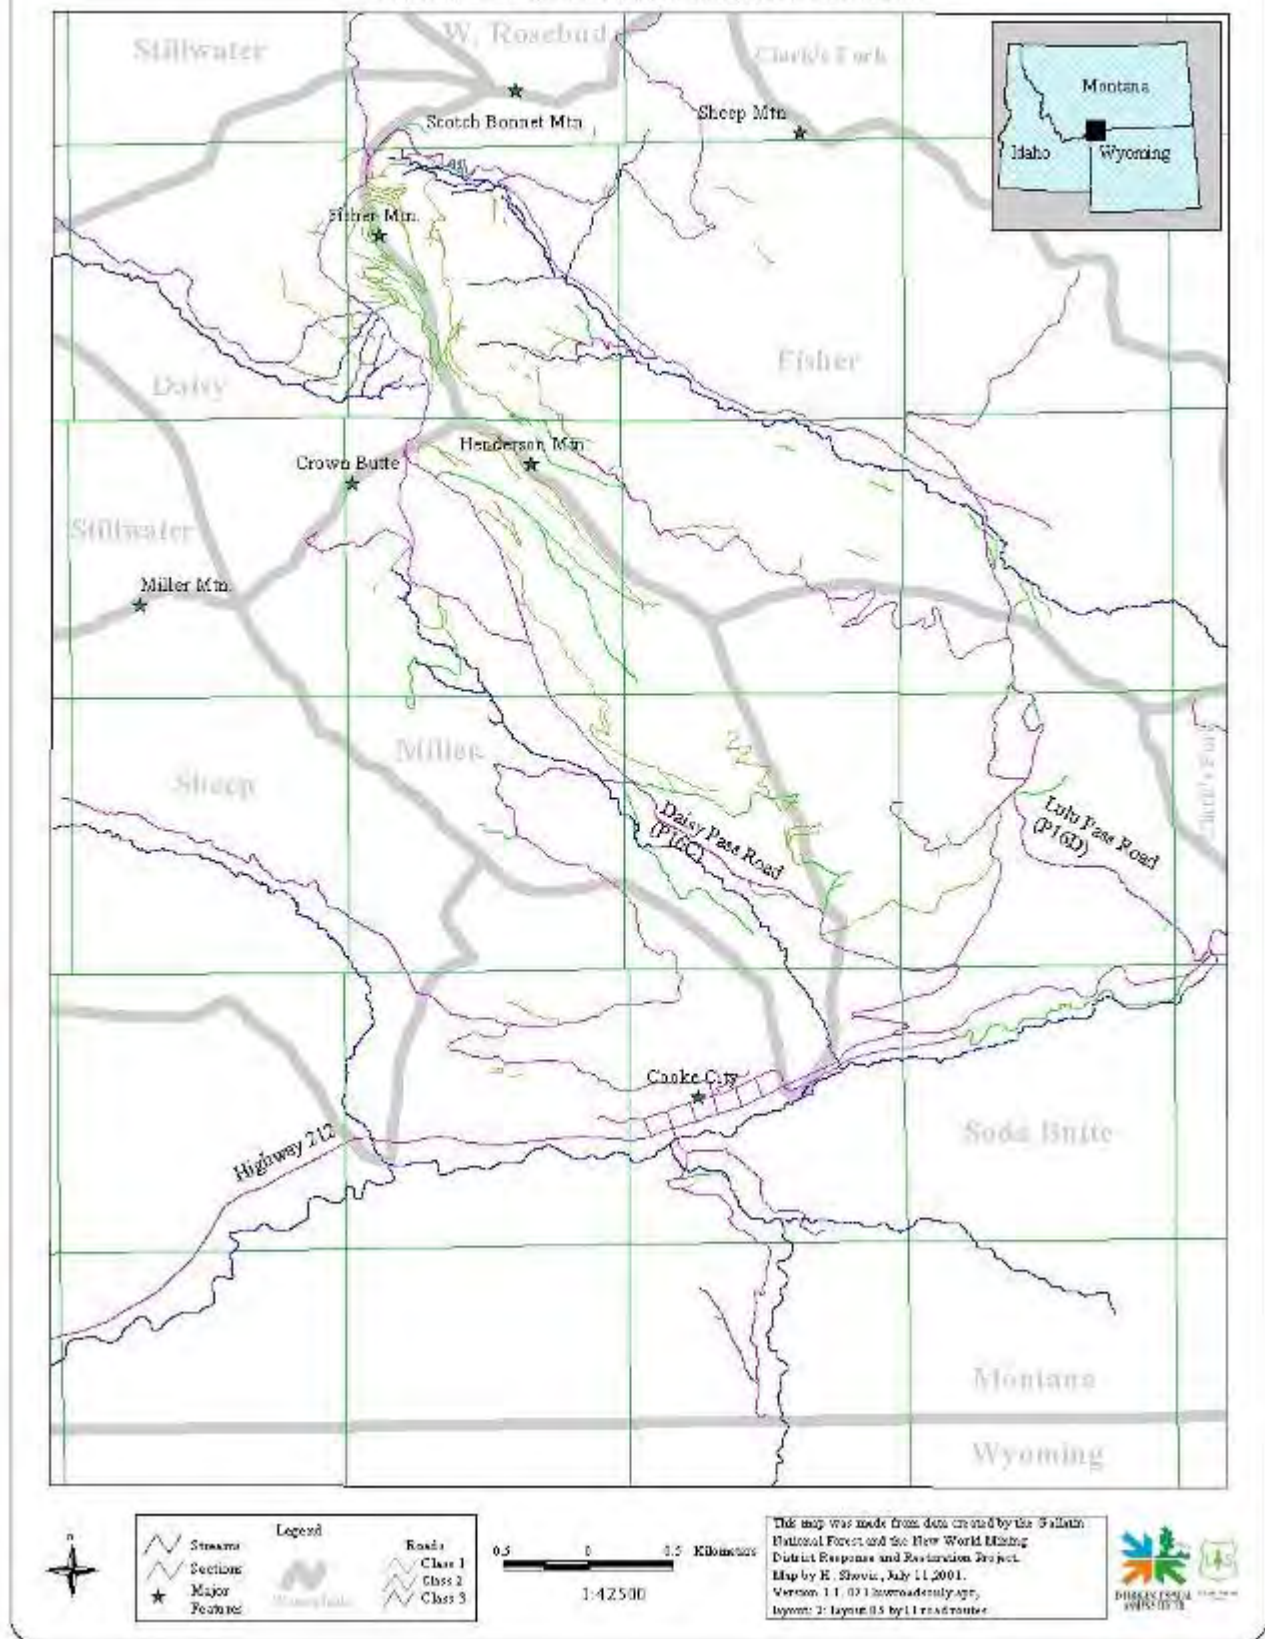 Stillwater
W. Rosebud
Clark's Fork
Scotch Bonnet Mtn
Sheep Mtn
Montana
Idaho
Wyoming
Fisher Mtn.
Daisy
Fisher
Henderson Mtn
Crown Butte
Stillwater
Miller Mtn.
Miller
Sheep
Daisy Pass Road
(P16C)
Lulu Pass Road
(P16D)
Clark's Fork
Cooke City
Highway 212
Soda Butte
Montana
Wyoming
N
Legend
Streams
Sections
Major
Features
Watersheds
Roads
Class 1
Class 2
Class 3
0.5 0 0.5 Kilometers
1:42500
This map was made from data created by the Gallatin
National Forest and the New World Mining
District Response and Restoration Project.
Map by H. Shovic, July 11, 2001.
Version 1.1,